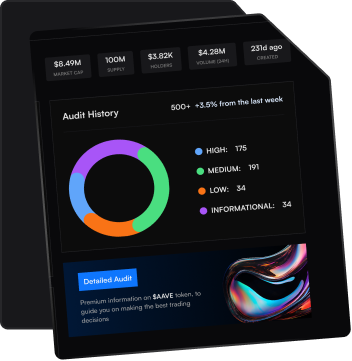 $8.49M 100M $3.82K $4.28M 231d ago
MARKET CAP SUPPLY HOLDERS VOLUME (24H) CREATED
Audit History 500+ +3.5% from the last week
HIGH: 175
MEDIUM: 191
LOW: 34
INFORMATIONAL: 34
Detailed Audit
Premium information on $AAVE token, to
guide you on making the best trading
decisions